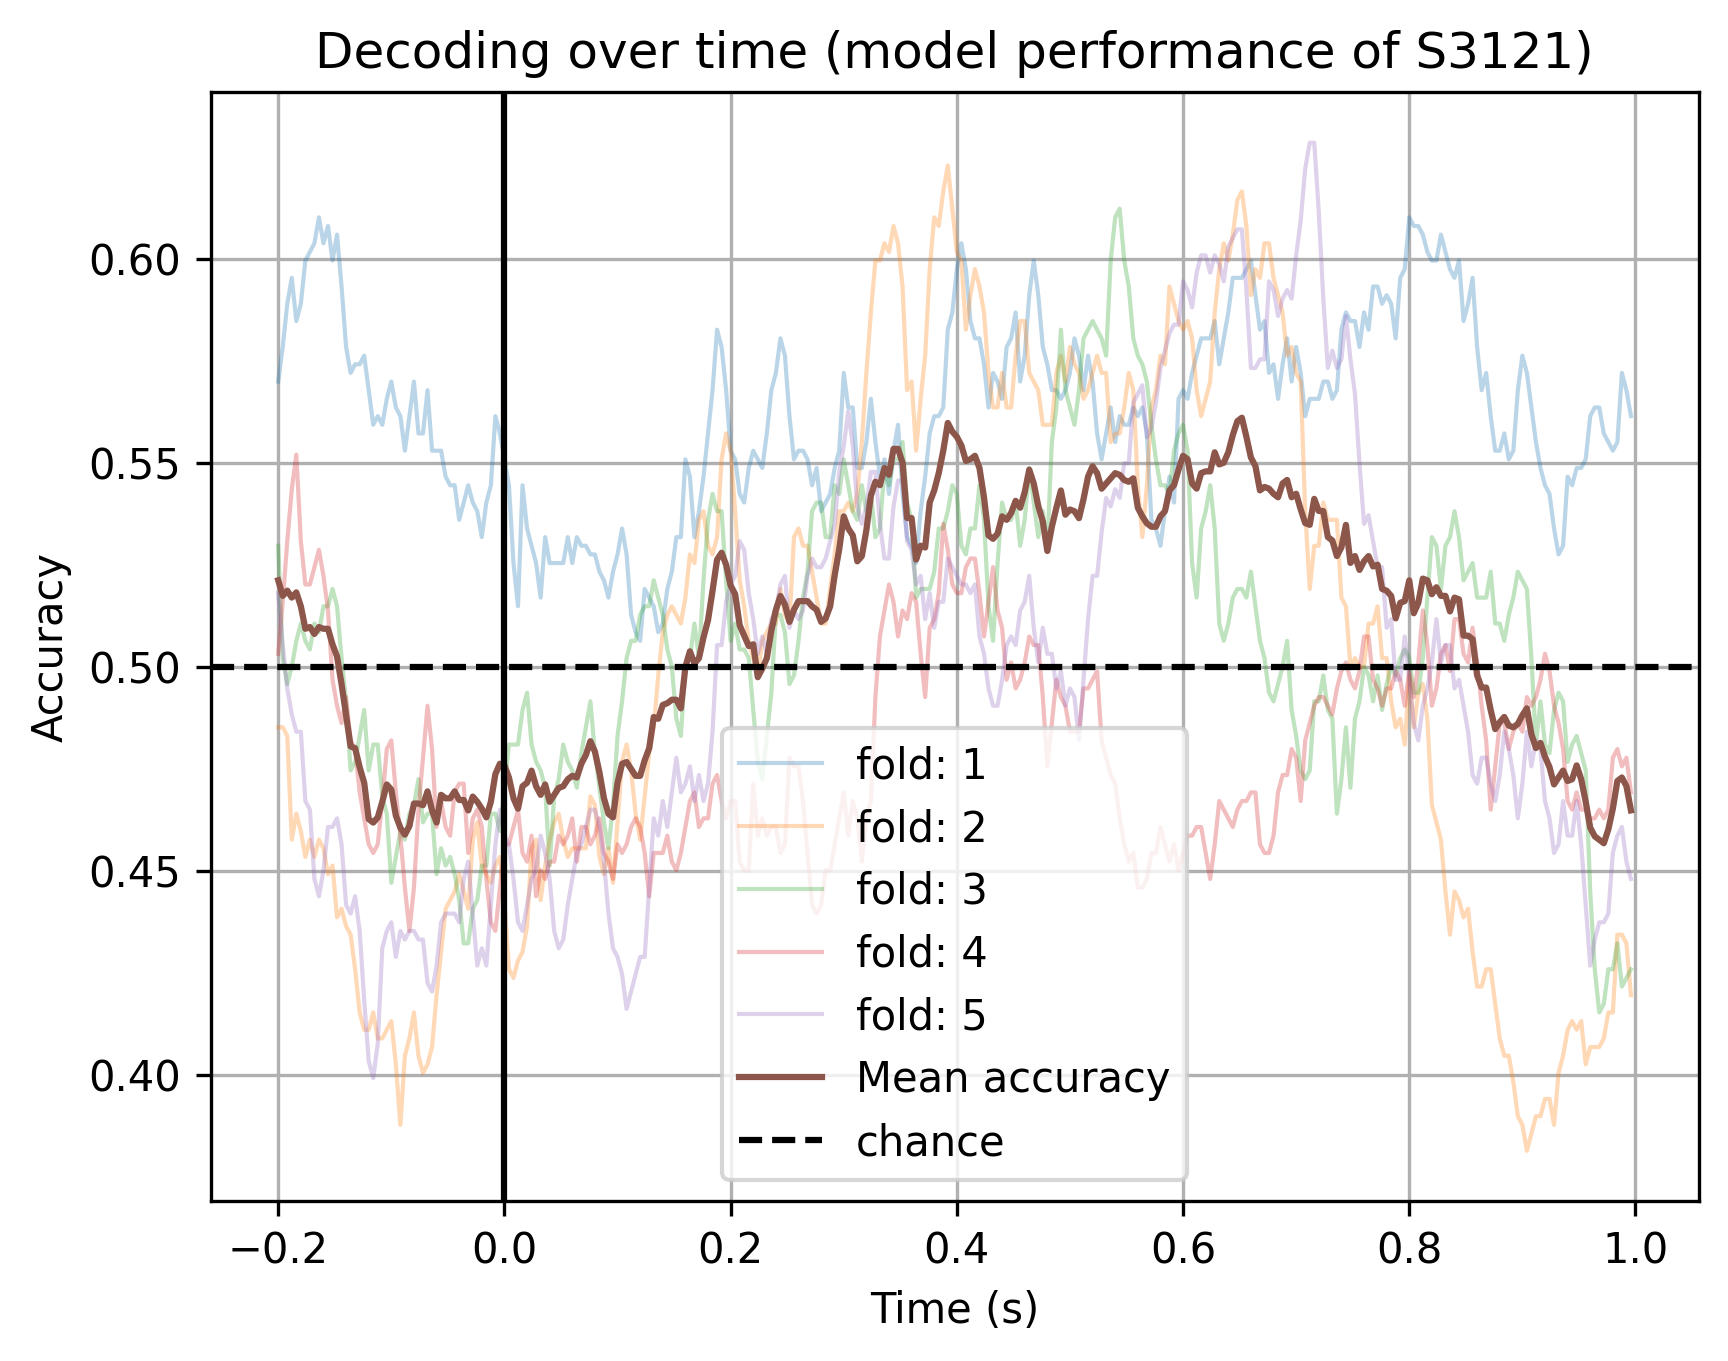 Decoding over time (model performance of S3121)
Accuracy
0.60
0.55
0.50
0.45
0.40
fold: 1
fold: 2
fold: 3
fold: 4
fold: 5
Mean accuracy
chance
−0.2 0.0 0.2 0.4 0.6 0.8 1.0
Time (s)